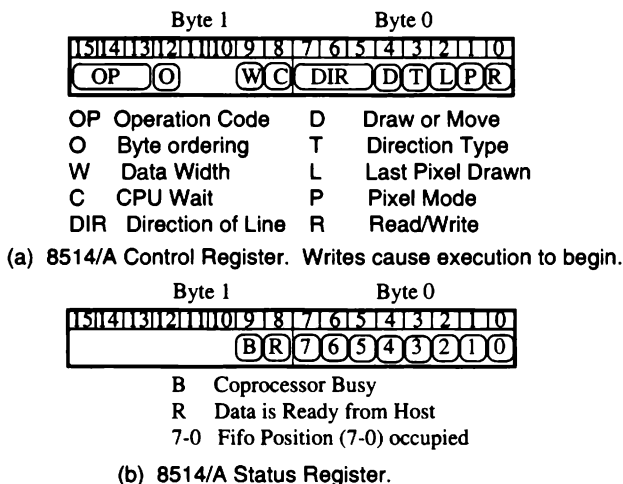 Byte 1 Byte 0
15 14 13 12 11 10 9 8 7 6 5 4 3 2 1 0
OP O W C DIR D T L P R
OP Operation Code D Draw or Move
O Byte ordering T Direction Type
W Data Width L Last Pixel Drawn
C CPU Wait P Pixel Mode
DIR Direction of Line R Read/Write
(a) 8514/A Control Register. Writes cause execution to begin.
Byte 1 Byte 0
15 14 13 12 11 10 9 8 7 6 5 4 3 2 1 0
B R 7 6 5 4 3 2 1 0
B Coprocessor Busy
R Data is Ready from Host
7-0 Fifo Position (7-0) occupied
(b) 8514/A Status Register.